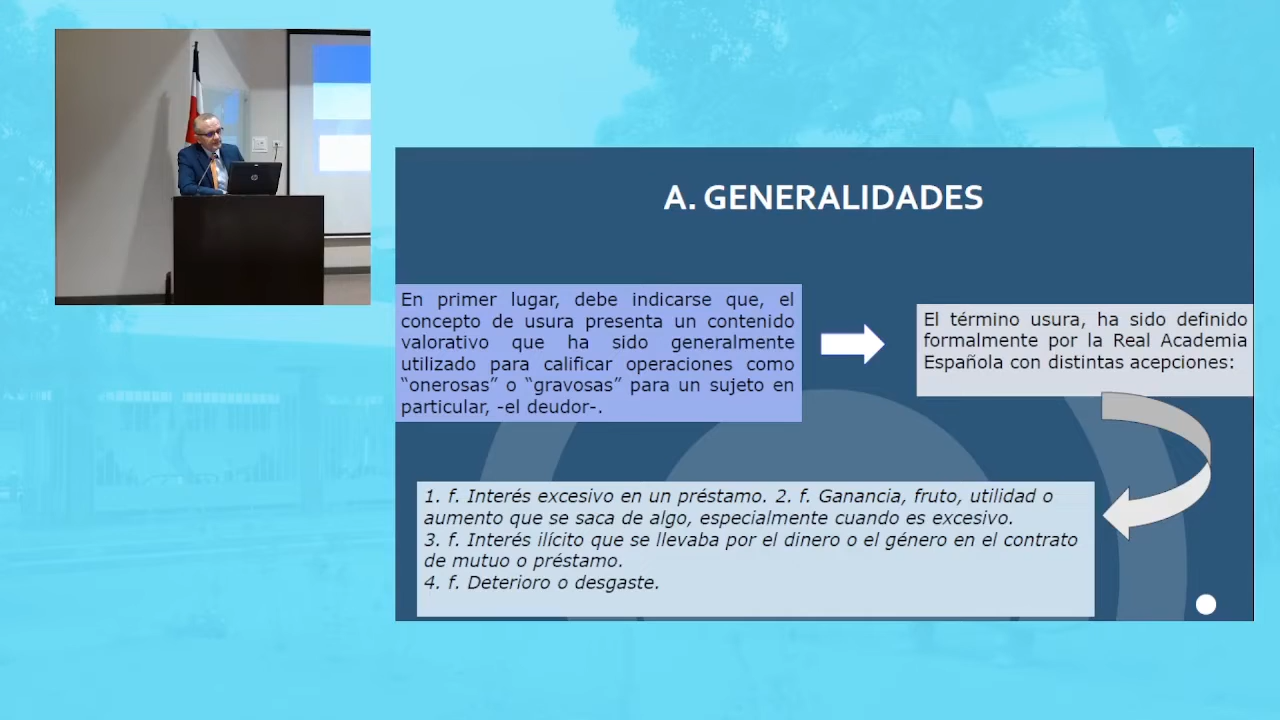 A. GENERALIDADES
En primer lugar, debe indicarse que, el
concepto de usura presenta un contenido
valorativo que ha sido generalmente
utilizado para calificar operaciones como
“onerosas” o “gravosas” para un sujeto en
particular, -el deudor-.
El término usura, ha sido definido
formalmente por la Real Academia
Española con distintas acepciones:
1. f. Interés excesivo en un préstamo. 2. f. Ganancia, fruto, utilidad o
aumento que se saca de algo, especialmente cuando es excesivo.
3. f. Interés ilícito que se llevaba por el dinero o el género en el contrato
de mutuo o préstamo.
4. f. Deterioro o desgaste.